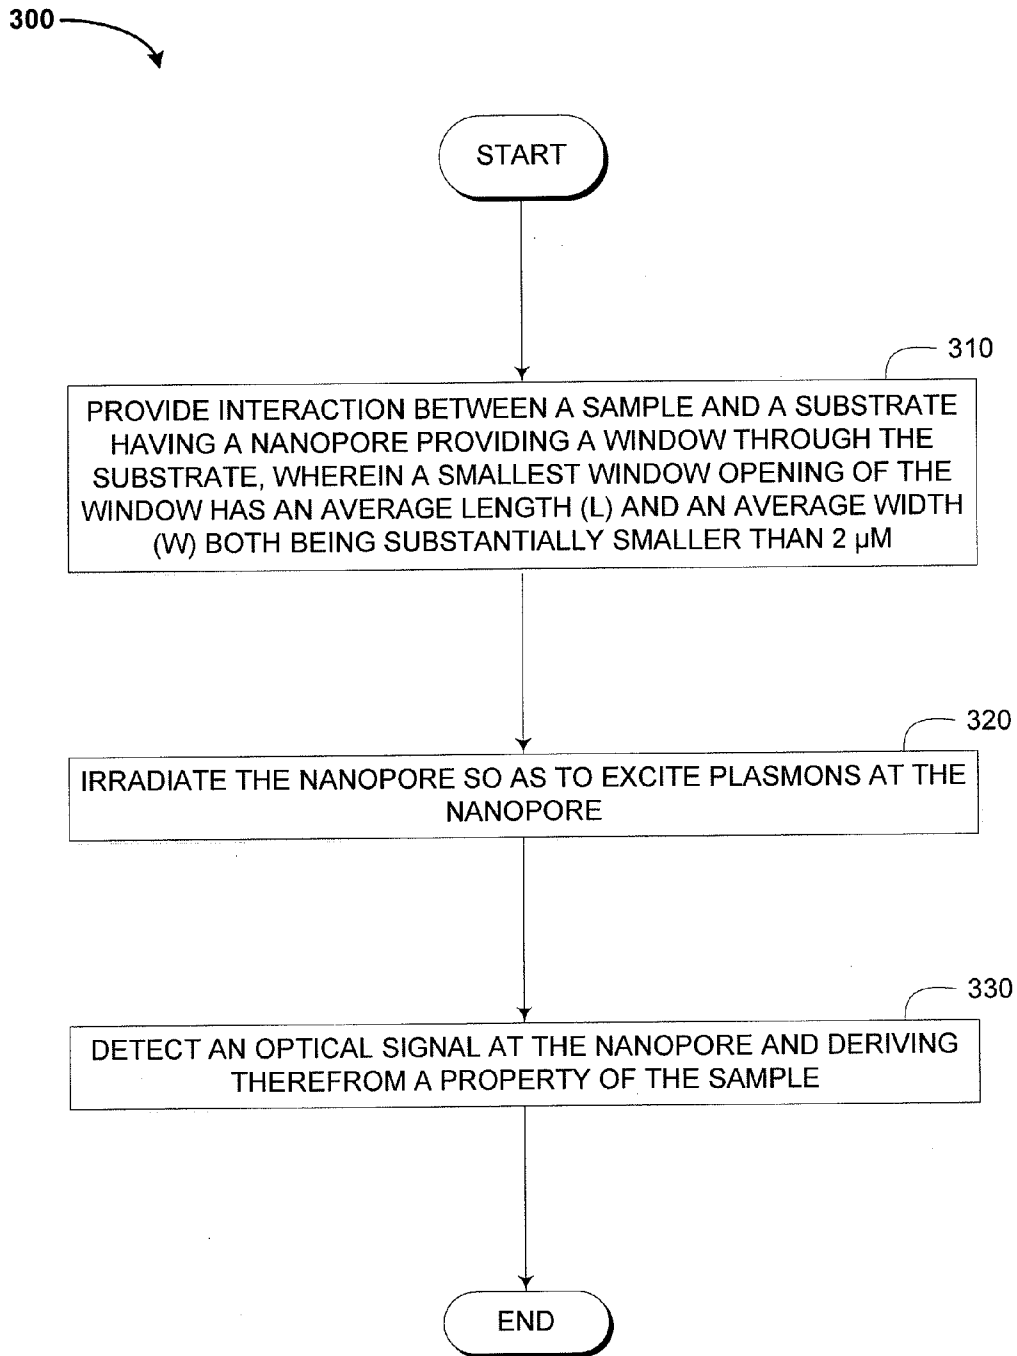 300
START
310
PROVIDE INTERACTION BETWEEN A SAMPLE AND A SUBSTRATE
HAVING A NANOPORE PROVIDING A WINDOW THROUGH THE
SUBSTRATE, WHEREIN A SMALLEST WINDOW OPENING OF THE
WINDOW HAS AN AVERAGE LENGTH (L) AND AN AVERAGE WIDTH
(W) BOTH BEING SUBSTANTIALLY SMALLER THAN 2 µM
320
IRRADIATE THE NANOPORE SO AS TO EXCITE PLASMONS AT THE
NANOPORE
330
DETECT AN OPTICAL SIGNAL AT THE NANOPORE AND DERIVING
THEREFROM A PROPERTY OF THE SAMPLE
END